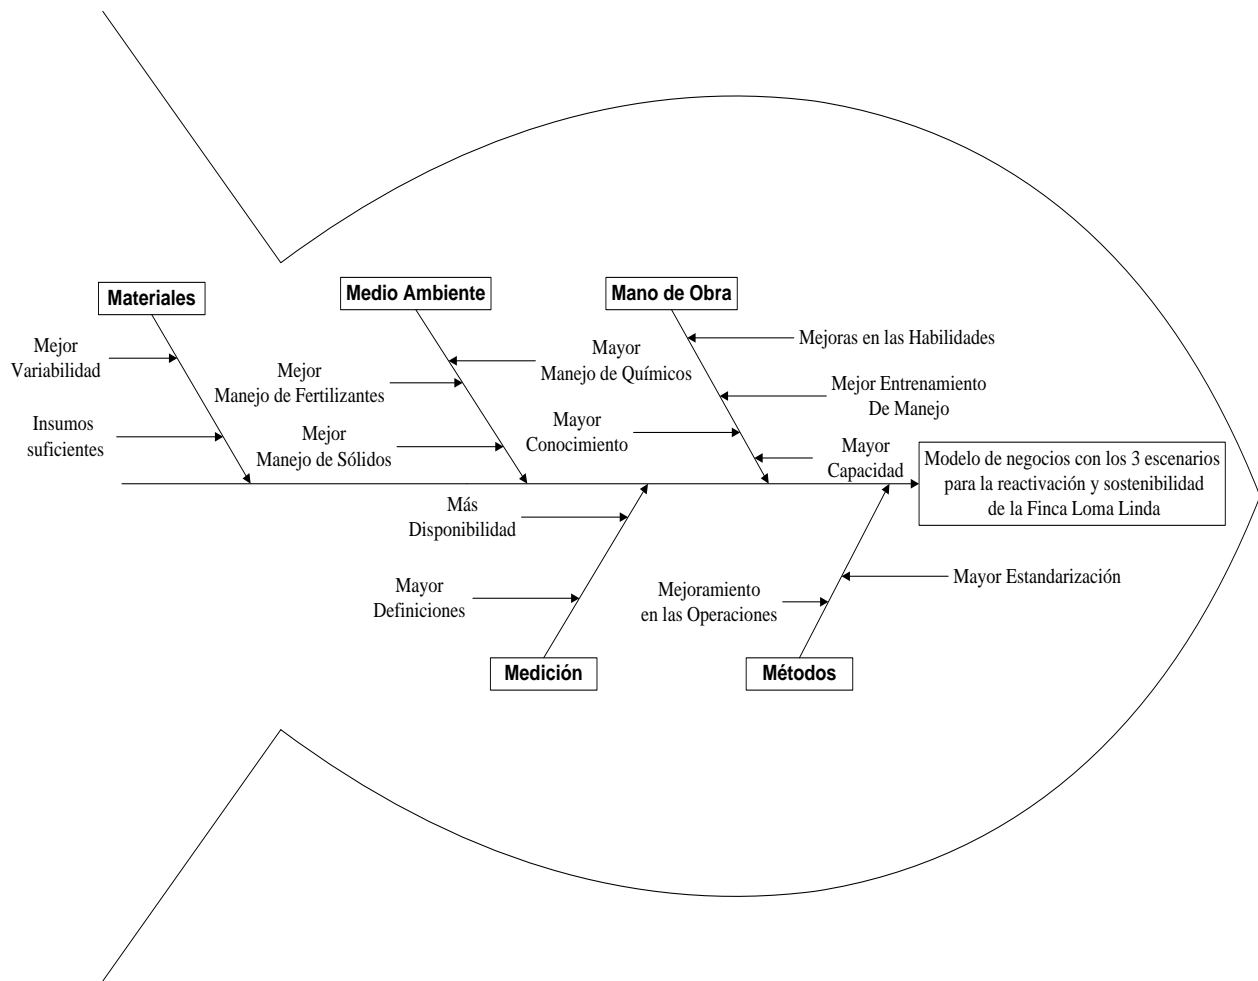 Materiales
Medio Ambiente
Mano de Obra
Mejor
Variabilidad
Insumos
suficientes
Mejor
Manejo de Fertilizantes
Mejor
Manejo de Sólidos
Mayor
Manejo de Químicos
Mayor
Conocimiento
Mejoras en las Habilidades
Mejor Entrenamiento
De Manejo
Mayor
Capacidad
Modelo de negocios con los 3 escenarios
para la reactivación y sostenibilidad
de la Finca Loma Linda
Más
Disponibilidad
Mayor
Definiciones
Mejoramiento
en las Operaciones
Mayor Estandarización
Medición
Métodos